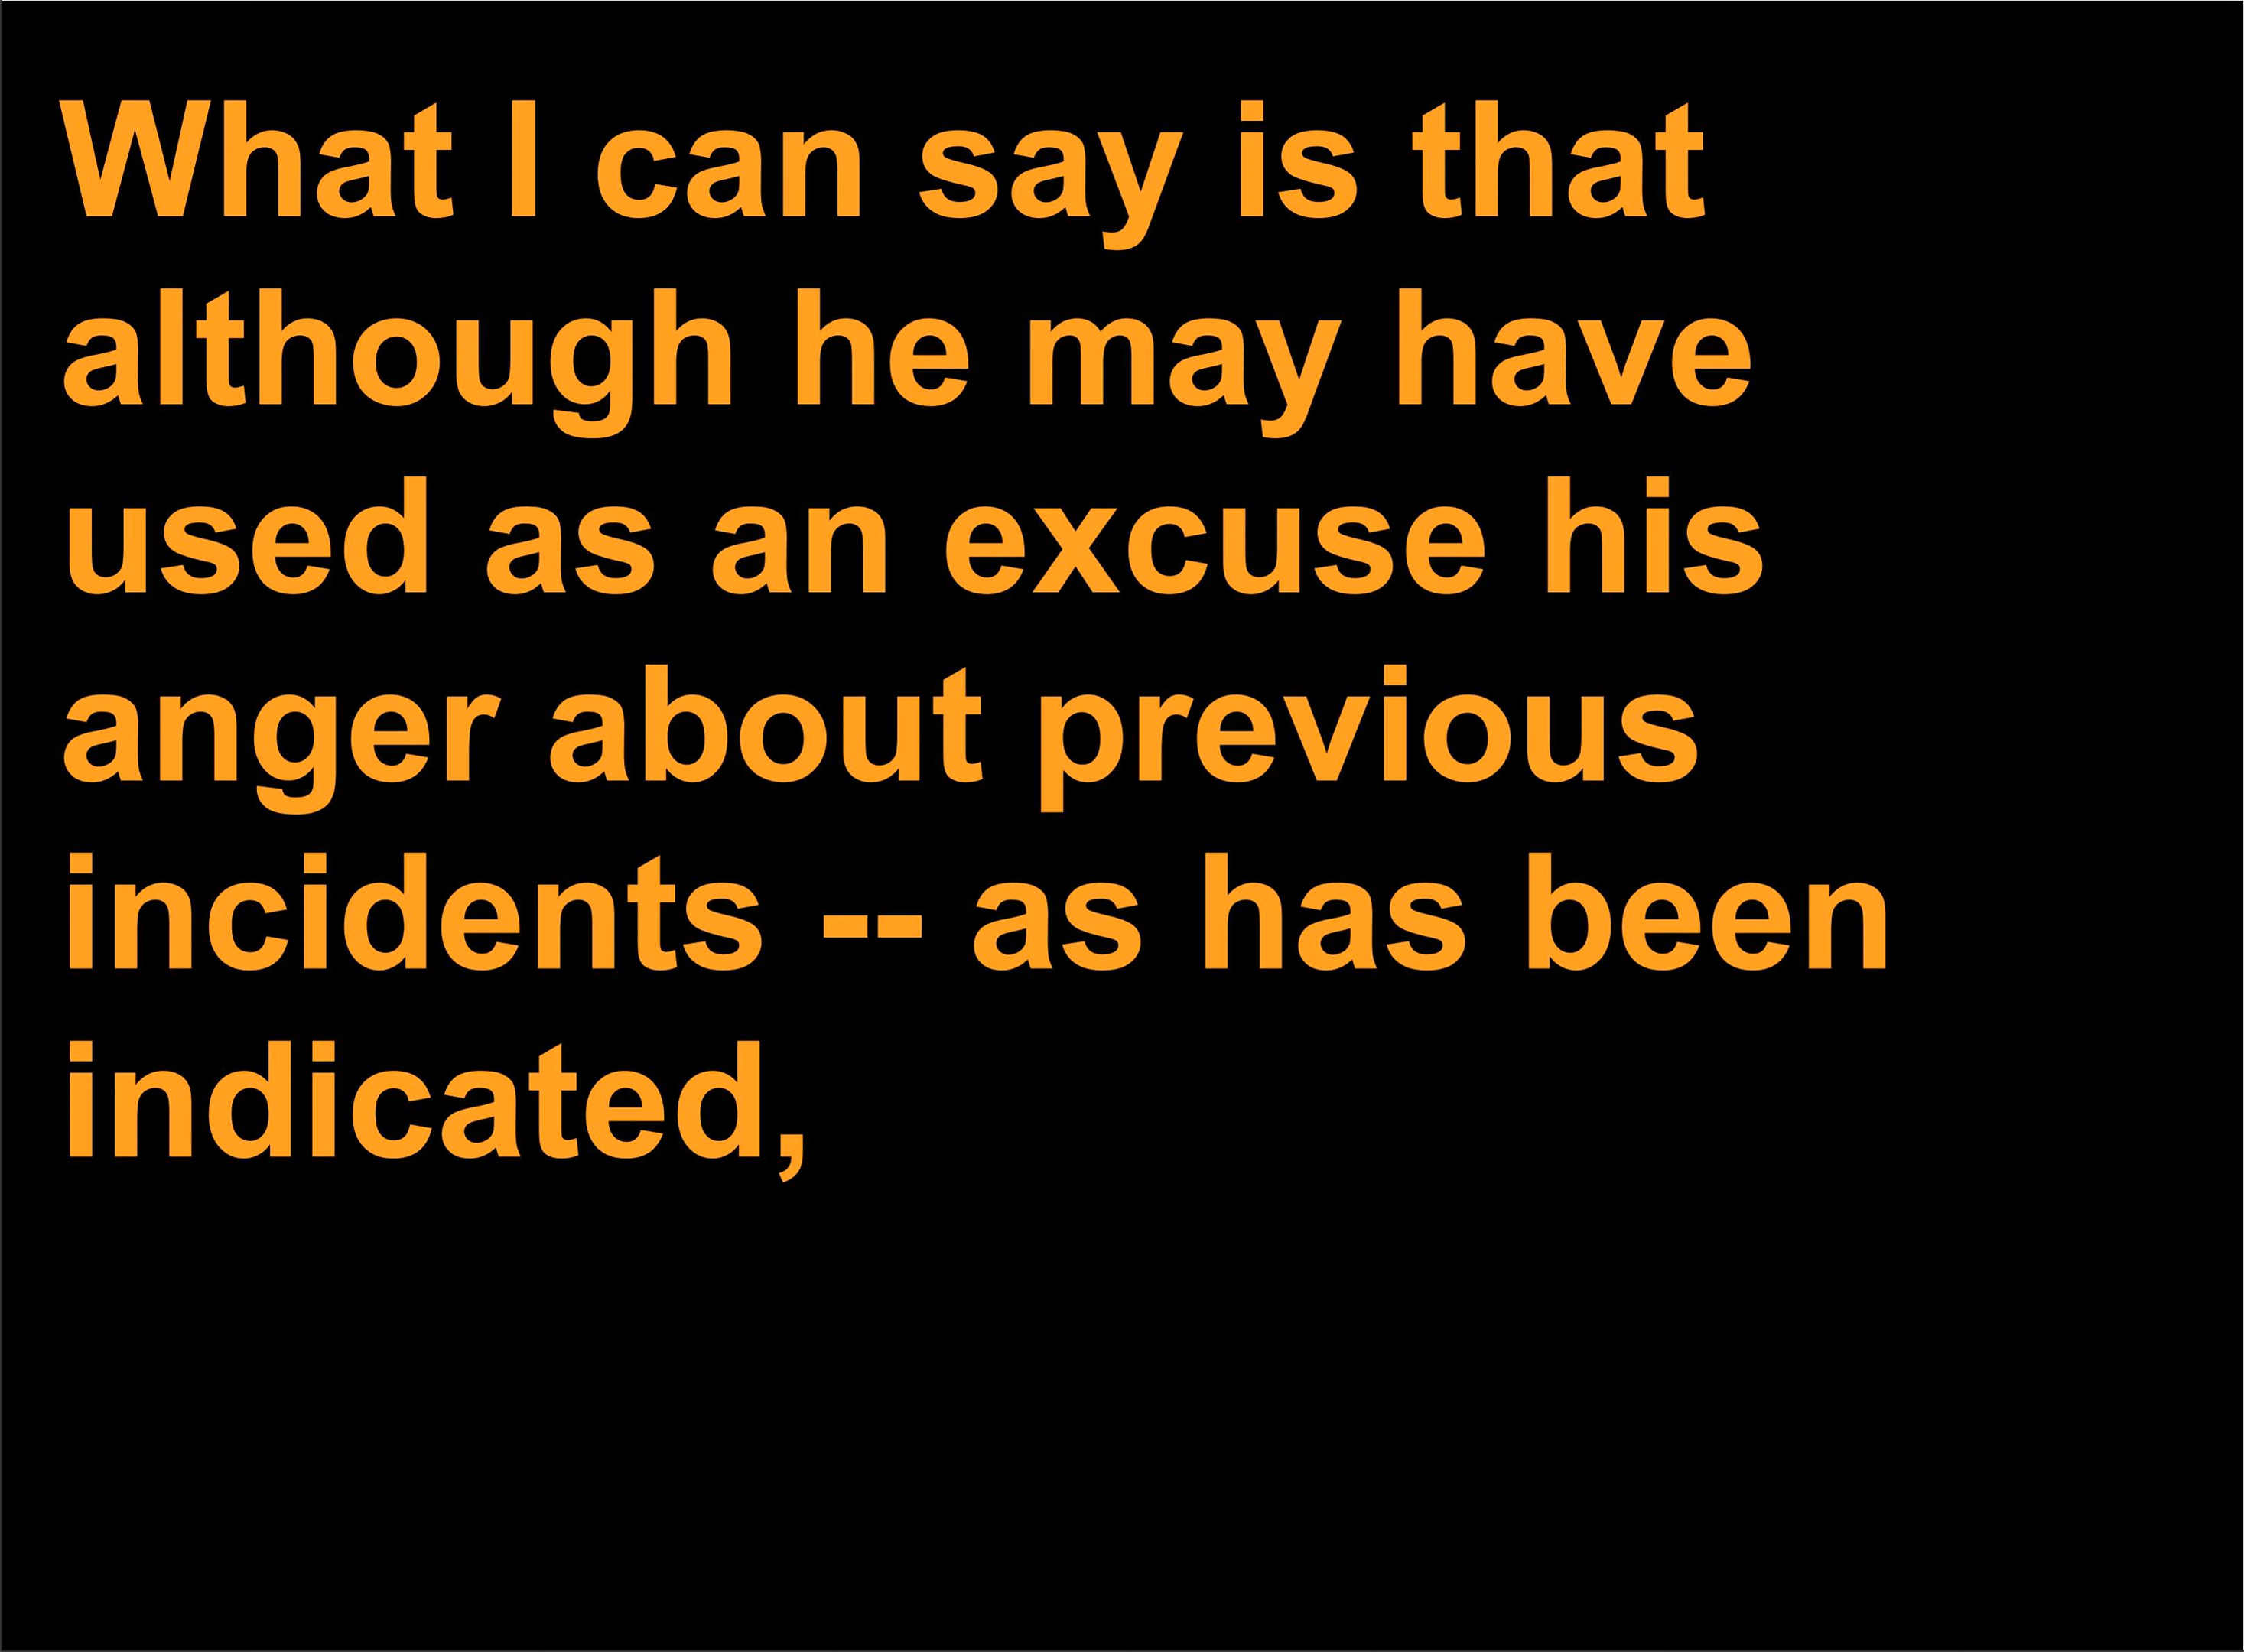 What I can say is that
although he may have
used as an excuse his
anger about previous
incidents -- as has been
indicated,